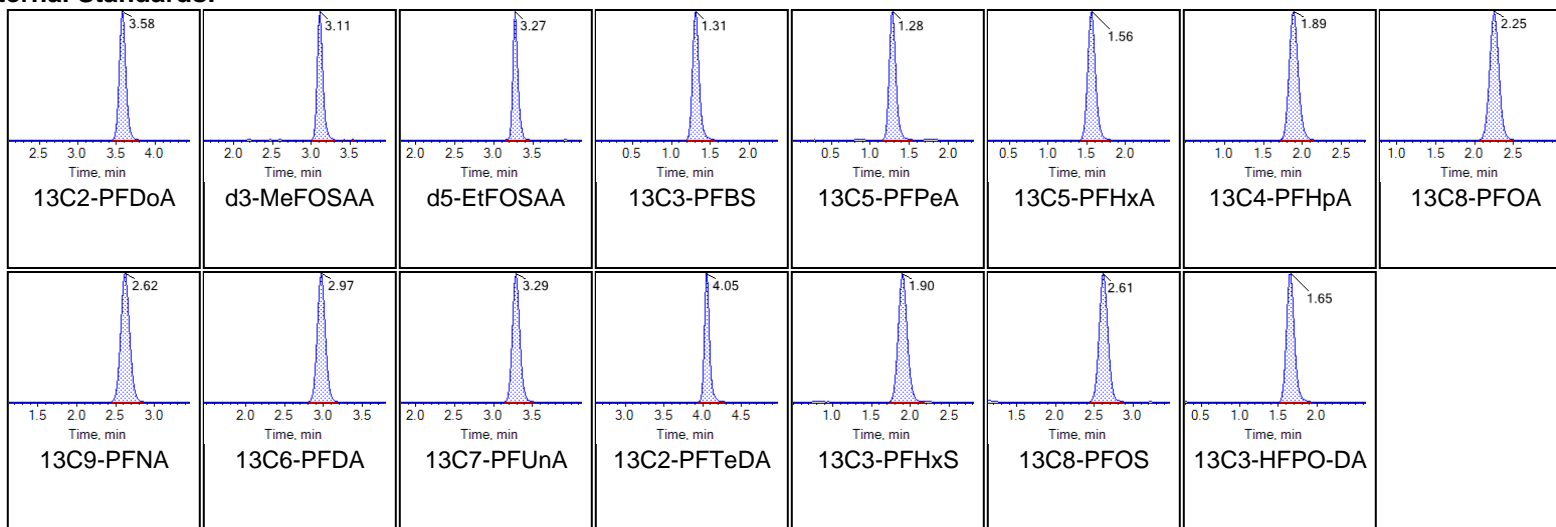 3.58
2.5 3.0 3.5 4.0
Time, min
13C2-PFDoA
3.11
2.0 2.5 3.0 3.5
Time, min
d3-MeFOSAA
3.27
2.0 2.5 3.0 3.5
Time, min
d5-EtFOSAA
1.31
0.5 1.0 1.5 2.0
Time, min
13C3-PFBS
1.28
0.5 1.0 1.5 2.0
Time, min
13C5-PFPeA
1.56
0.5 1.0 1.5 2.0
Time, min
13C5-PFHxA
1.89
1.0 1.5 2.0 2.5
Time, min
13C4-PFHpA
2.25
1.0 1.5 2.0 2.5
Time, min
13C8-PFOA
2.62
1.5 2.0 2.5 3.0
Time, min
13C9-PFNA
2.97
2.0 2.5 3.0 3.5
Time, min
13C6-PFDA
3.29
2.0 2.5 3.0 3.5
Time, min
13C7-PFUnA
4.05
3.0 3.5 4.0 4.5
Time, min
13C2-PFTeDA
1.90
1.0 1.5 2.0 2.5
Time, min
13C3-PFHxS
2.61
1.5 2.0 2.5 3.0
Time, min
13C8-PFOS
1.65
0.5 1.0 1.5 2.0
Time, min
13C3-HFPO-DA